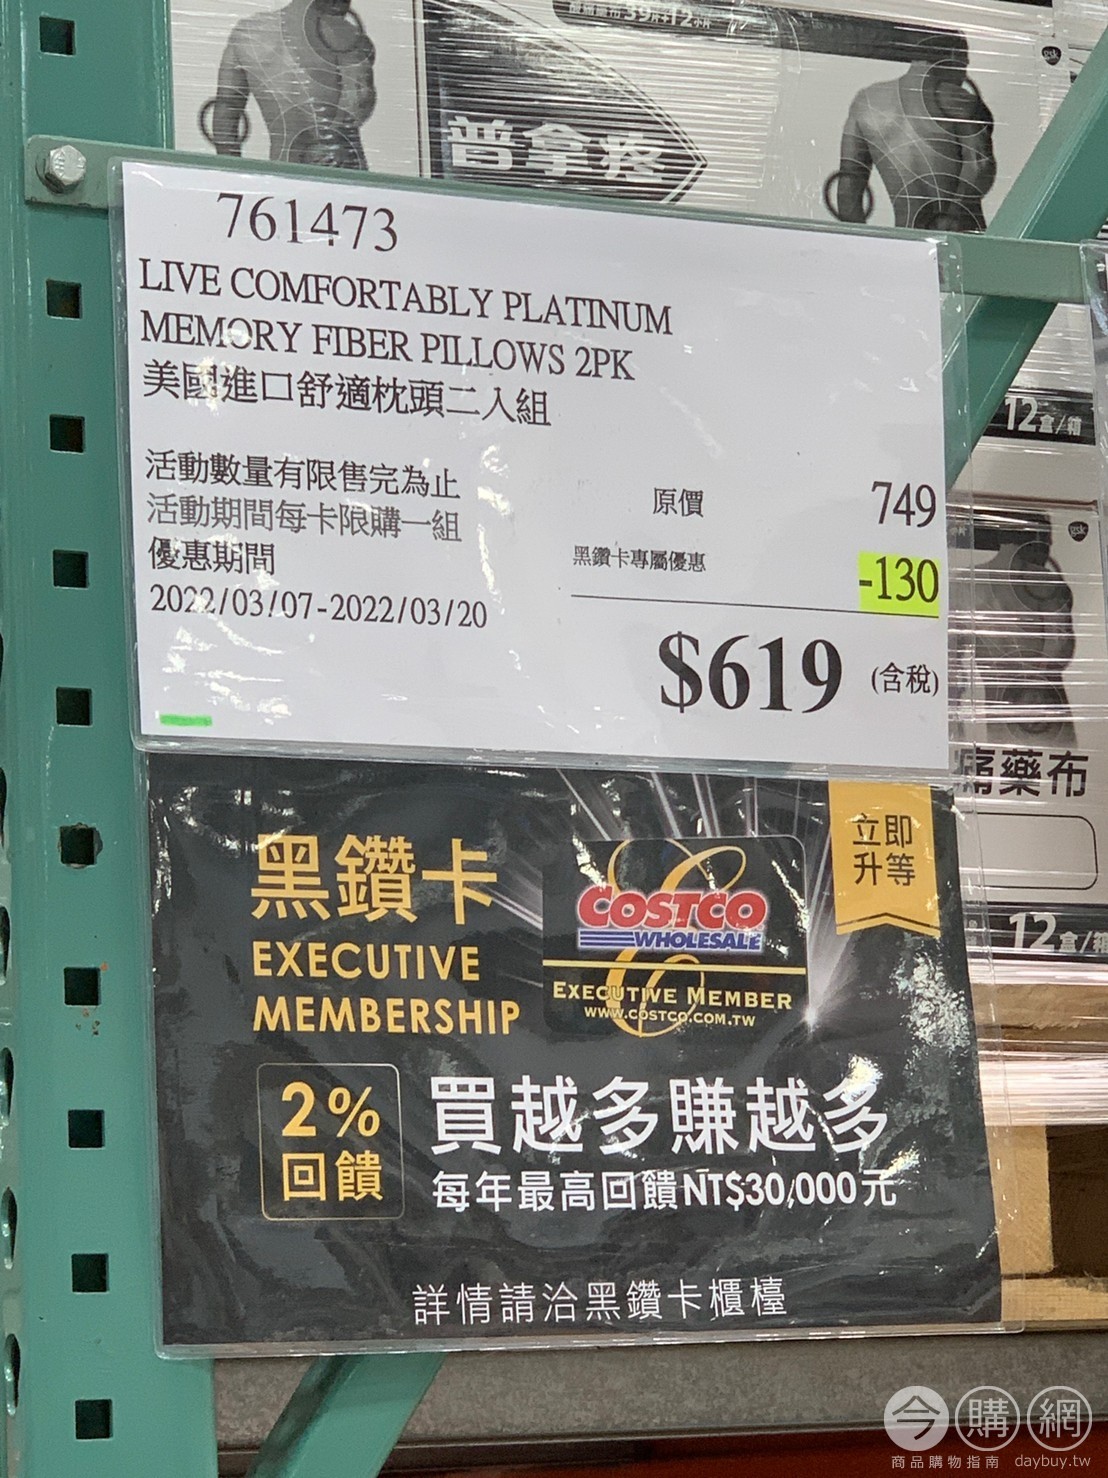 普拿疼
gsk
761473
LIVE COMFORTABLY PLATINUM
MEMORY FIBER PILLOWS 2PK
美國進口舒適枕頭二入組
活動數量有限售完為止
活動期間每卡限購一組
優惠期間
2022/03/07-2022/03/20
原價 749
黑鑽卡專屬優惠 -130
$619 (含稅)
12盒/箱
gsk
痛藥布
12盒/箱
黑鑽卡
EXECUTIVE
MEMBERSHIP
COSTCO
WHOLESALE
EXECUTIVE MEMBER
WWW.COSTCO.COM.TW
立即
升等
2%
回饋
買越多賺越多
每年最高回饋NT$30,000元
詳情請洽黑鑽卡櫃檯
今購網
商品購物指南 daybuy.tw